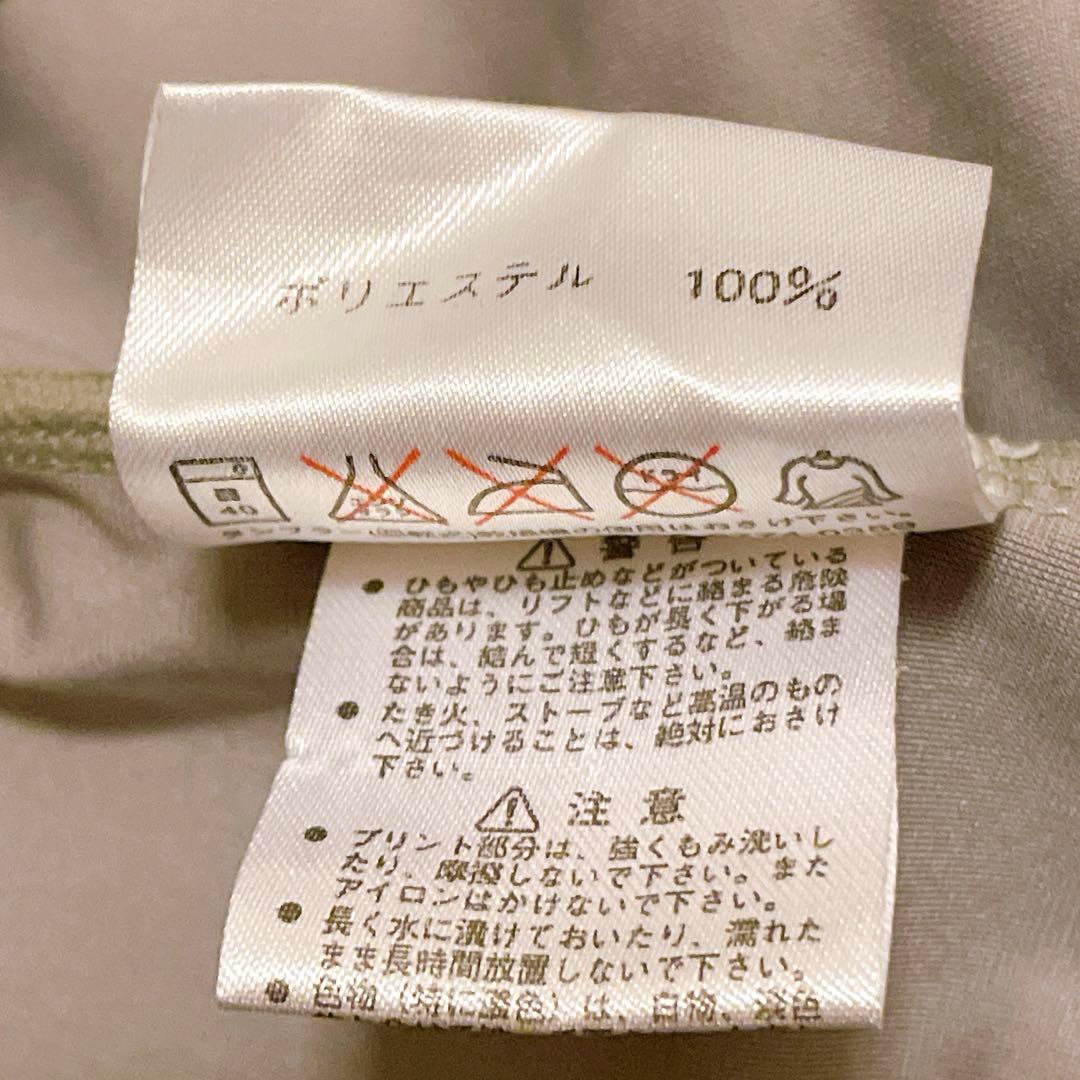 ポリエステル 100%
弱
40
警告
● ひもやひも止めなどがついている
商品は、リフトなどに絡まる危険
があります。ひもが長く下がる場
合は、結んで短くするなど、絡ま
ないようにご注意下さい。
● たき火、ストーブなど高温のもの
へ近づけることは、絶対におさけ
下さい。
注意
● プリント部分は、強くもみ洗いし
たり、摩擦しないで下さい。また
アイロンはかけないで下さい。
● 長く水に漬けておいたり、濡れた
まま長時間放置しないで下さい。